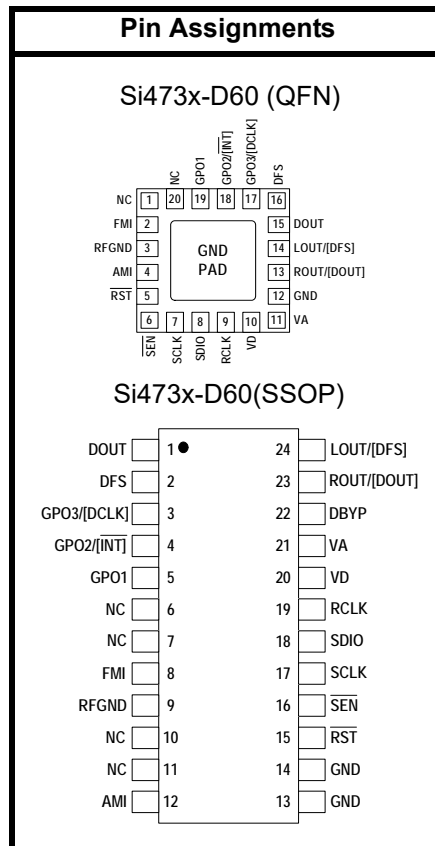 Pin Assignments
Si473x-D60 (QFN)
NC
GPO1
GPO2/[INT]
GPO3/[DCLK]
DFS
NC 1 20 19 18 17 16
FMI 2 15 DOUT
RFGND 3 GND PAD 14 LOUT/[DFS]
AMI 4 13 ROUT/[DOUT]
RST 5 12 GND
6 7 8 9 10 11 VA
SEN
SCLK
SDIO
RCLK
VD
Si473x-D60(SSOP)
DOUT 1 24 LOUT/[DFS]
DFS 2 23 ROUT/[DOUT]
GPO3/[DCLK] 3 22 DBYP
GPO2/[INT] 4 21 VA
GPO1 5 20 VD
NC 6 19 RCLK
NC 7 18 SDIO
FMI 8 17 SCLK
RFGND 9 16 SEN
NC 10 15 RST
NC 11 14 GND
AMI 12 13 GND